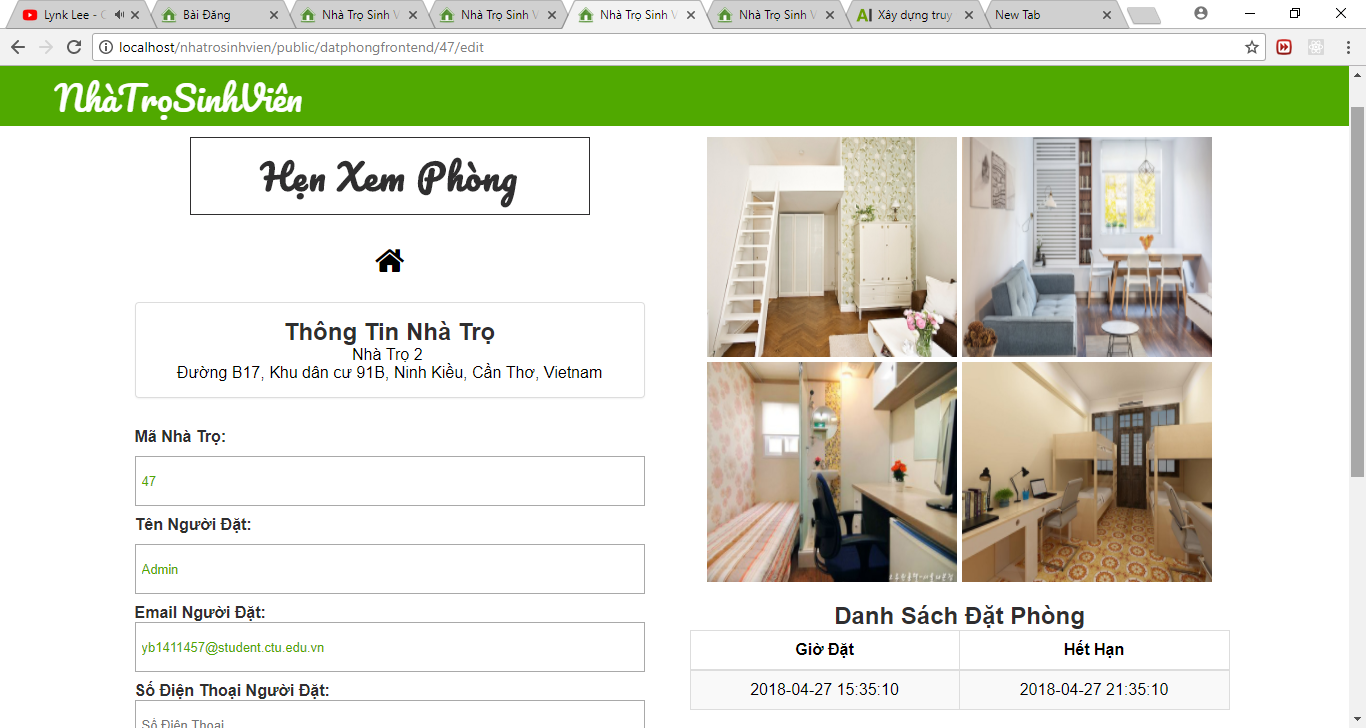 Lynk Lee - C
Bài Đăng
Nhà Trọ Sinh V
Nhà Trọ Sinh V
Nhà Trọ Sinh V
Nhà Trọ Sinh V
Xây dựng truy
New Tab
localhost/nhatrosinhvien/public/datphongfrontend/47/edit
NhàTrọSinhViên
Hẹn Xem Phòng
Thông Tin Nhà Trọ
Nhà Trọ 2
Đường B17, Khu dân cư 91B, Ninh Kiều, Cần Thơ, Vietnam
Mã Nhà Trọ:
47
Tên Người Đặt:
Admin
Email Người Đặt:
yb1411457@student.ctu.edu.vn
Số Điện Thoại Người Đặt:
Số Điện Thoại
Danh Sách Đặt Phòng
Giờ Đặt Hết Hạn
2018-04-27 15:35:10 2018-04-27 21:35:10